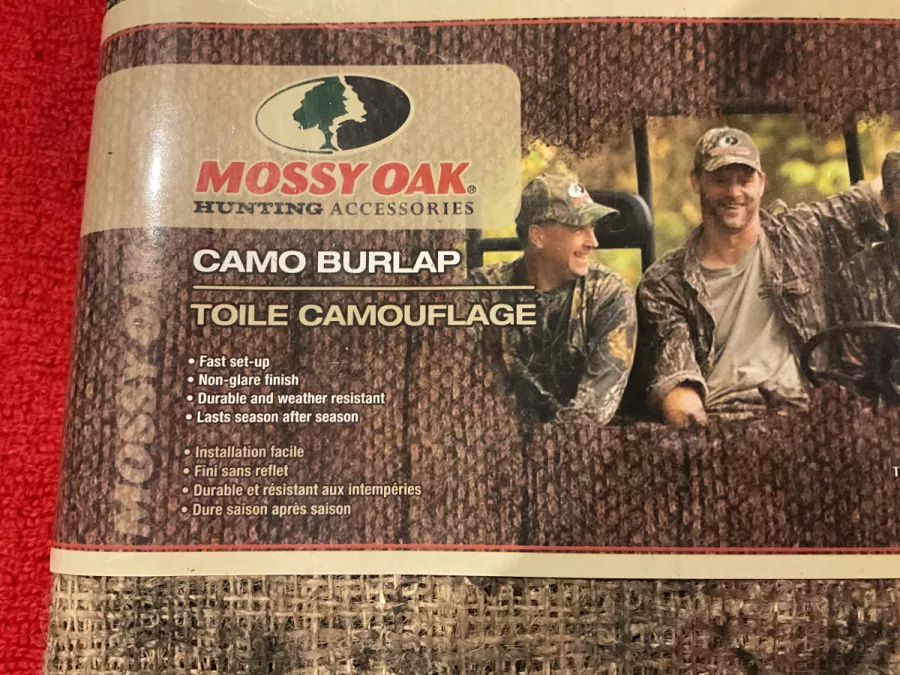 MOSSY OAK®
HUNTING ACCESSORIES
CAMO BURLAP
TOILE CAMOUFLAGE
• Fast set-up
• Non-glare finish
• Durable and weather resistant
• Lasts season after season
• Installation facile
• Fini sans reflet
• Durable et résistant aux intempéries
• Dure saison après saison
MOSSY OAK
T